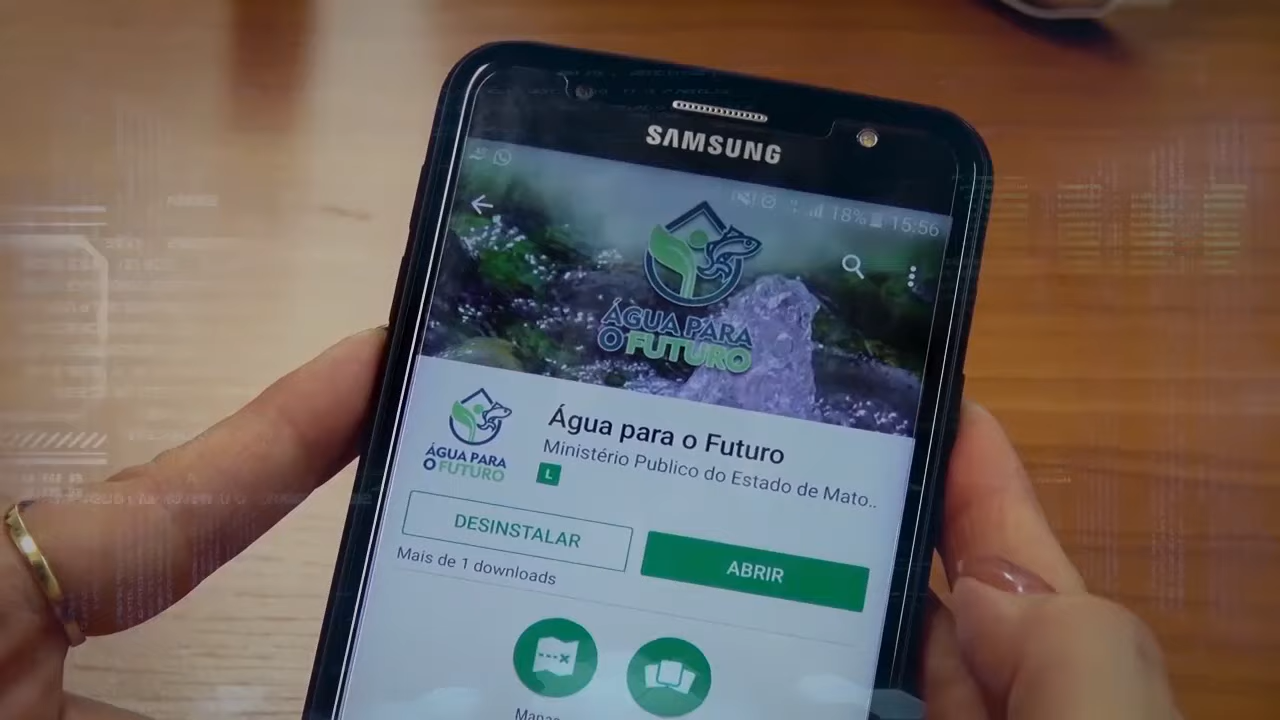 SAMSUNG
18% 15:56
ÁGUA PARA
O FUTURO
ÁGUA PARA
O FUTURO
Água para o Futuro
Ministério Publico do Estado de Mato..
L
DESINSTALAR
ABRIR
Mais de 1 downloads